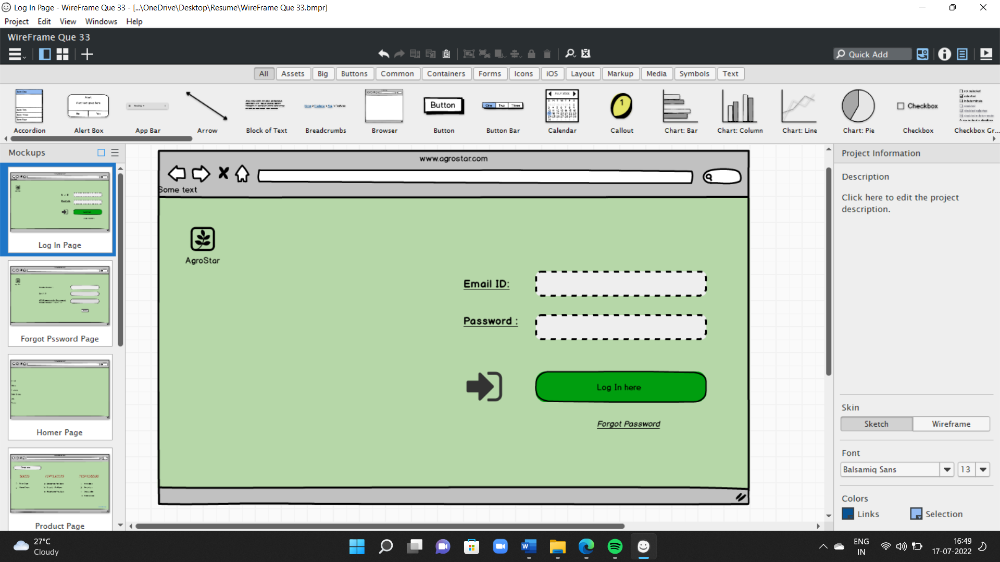 Log In Page - WireFrame Que 33 - [...\OneDrive\Desktop\Resume\WireFrame Que 33.bmpr]
Project Edit View Windows Help
WireFrame Que 33
Quick Add
All Assets Big Buttons Common Containers Forms Icons iOS Layout Markup Media Symbols Text
Button
1
Checkbox
Accordion Alert Box App Bar Arrow Block of Text Breadcrumbs Browser Button Button Bar Calendar Callout Chart: Bar Chart: Column Chart: Line Chart: Pie Checkbox Checkbox Gr...
Mockups
Log In Page
Forgot Pssword Page
Homer Page
Product Page
www.agrostar.com
Some text
AgroStar
Email ID:
Password :
Log In here
Forgot Password
Project Information
Description
Click here to edit the project
description.
Skin
Sketch Wireframe
Font
Balsamiq Sans 13
Colors
Links Selection
27°C
Cloudy
ENG
IN
16:49
17-07-2022